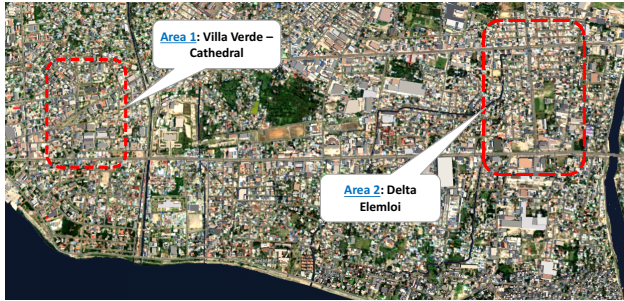 Area 1: Villa Verde –
Cathedral
Area 2: Delta
Elemloi